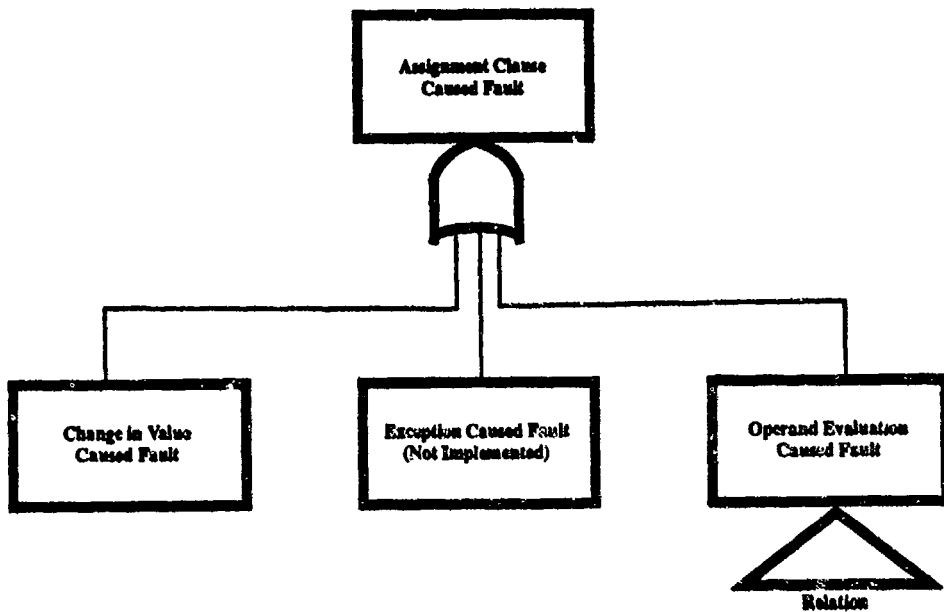 Assignment Clause
Caused Fault
Change in Value
Caused Fault
Exception Caused Fault
(Not Implemented)
Operand Evaluation
Caused Fault
Relation